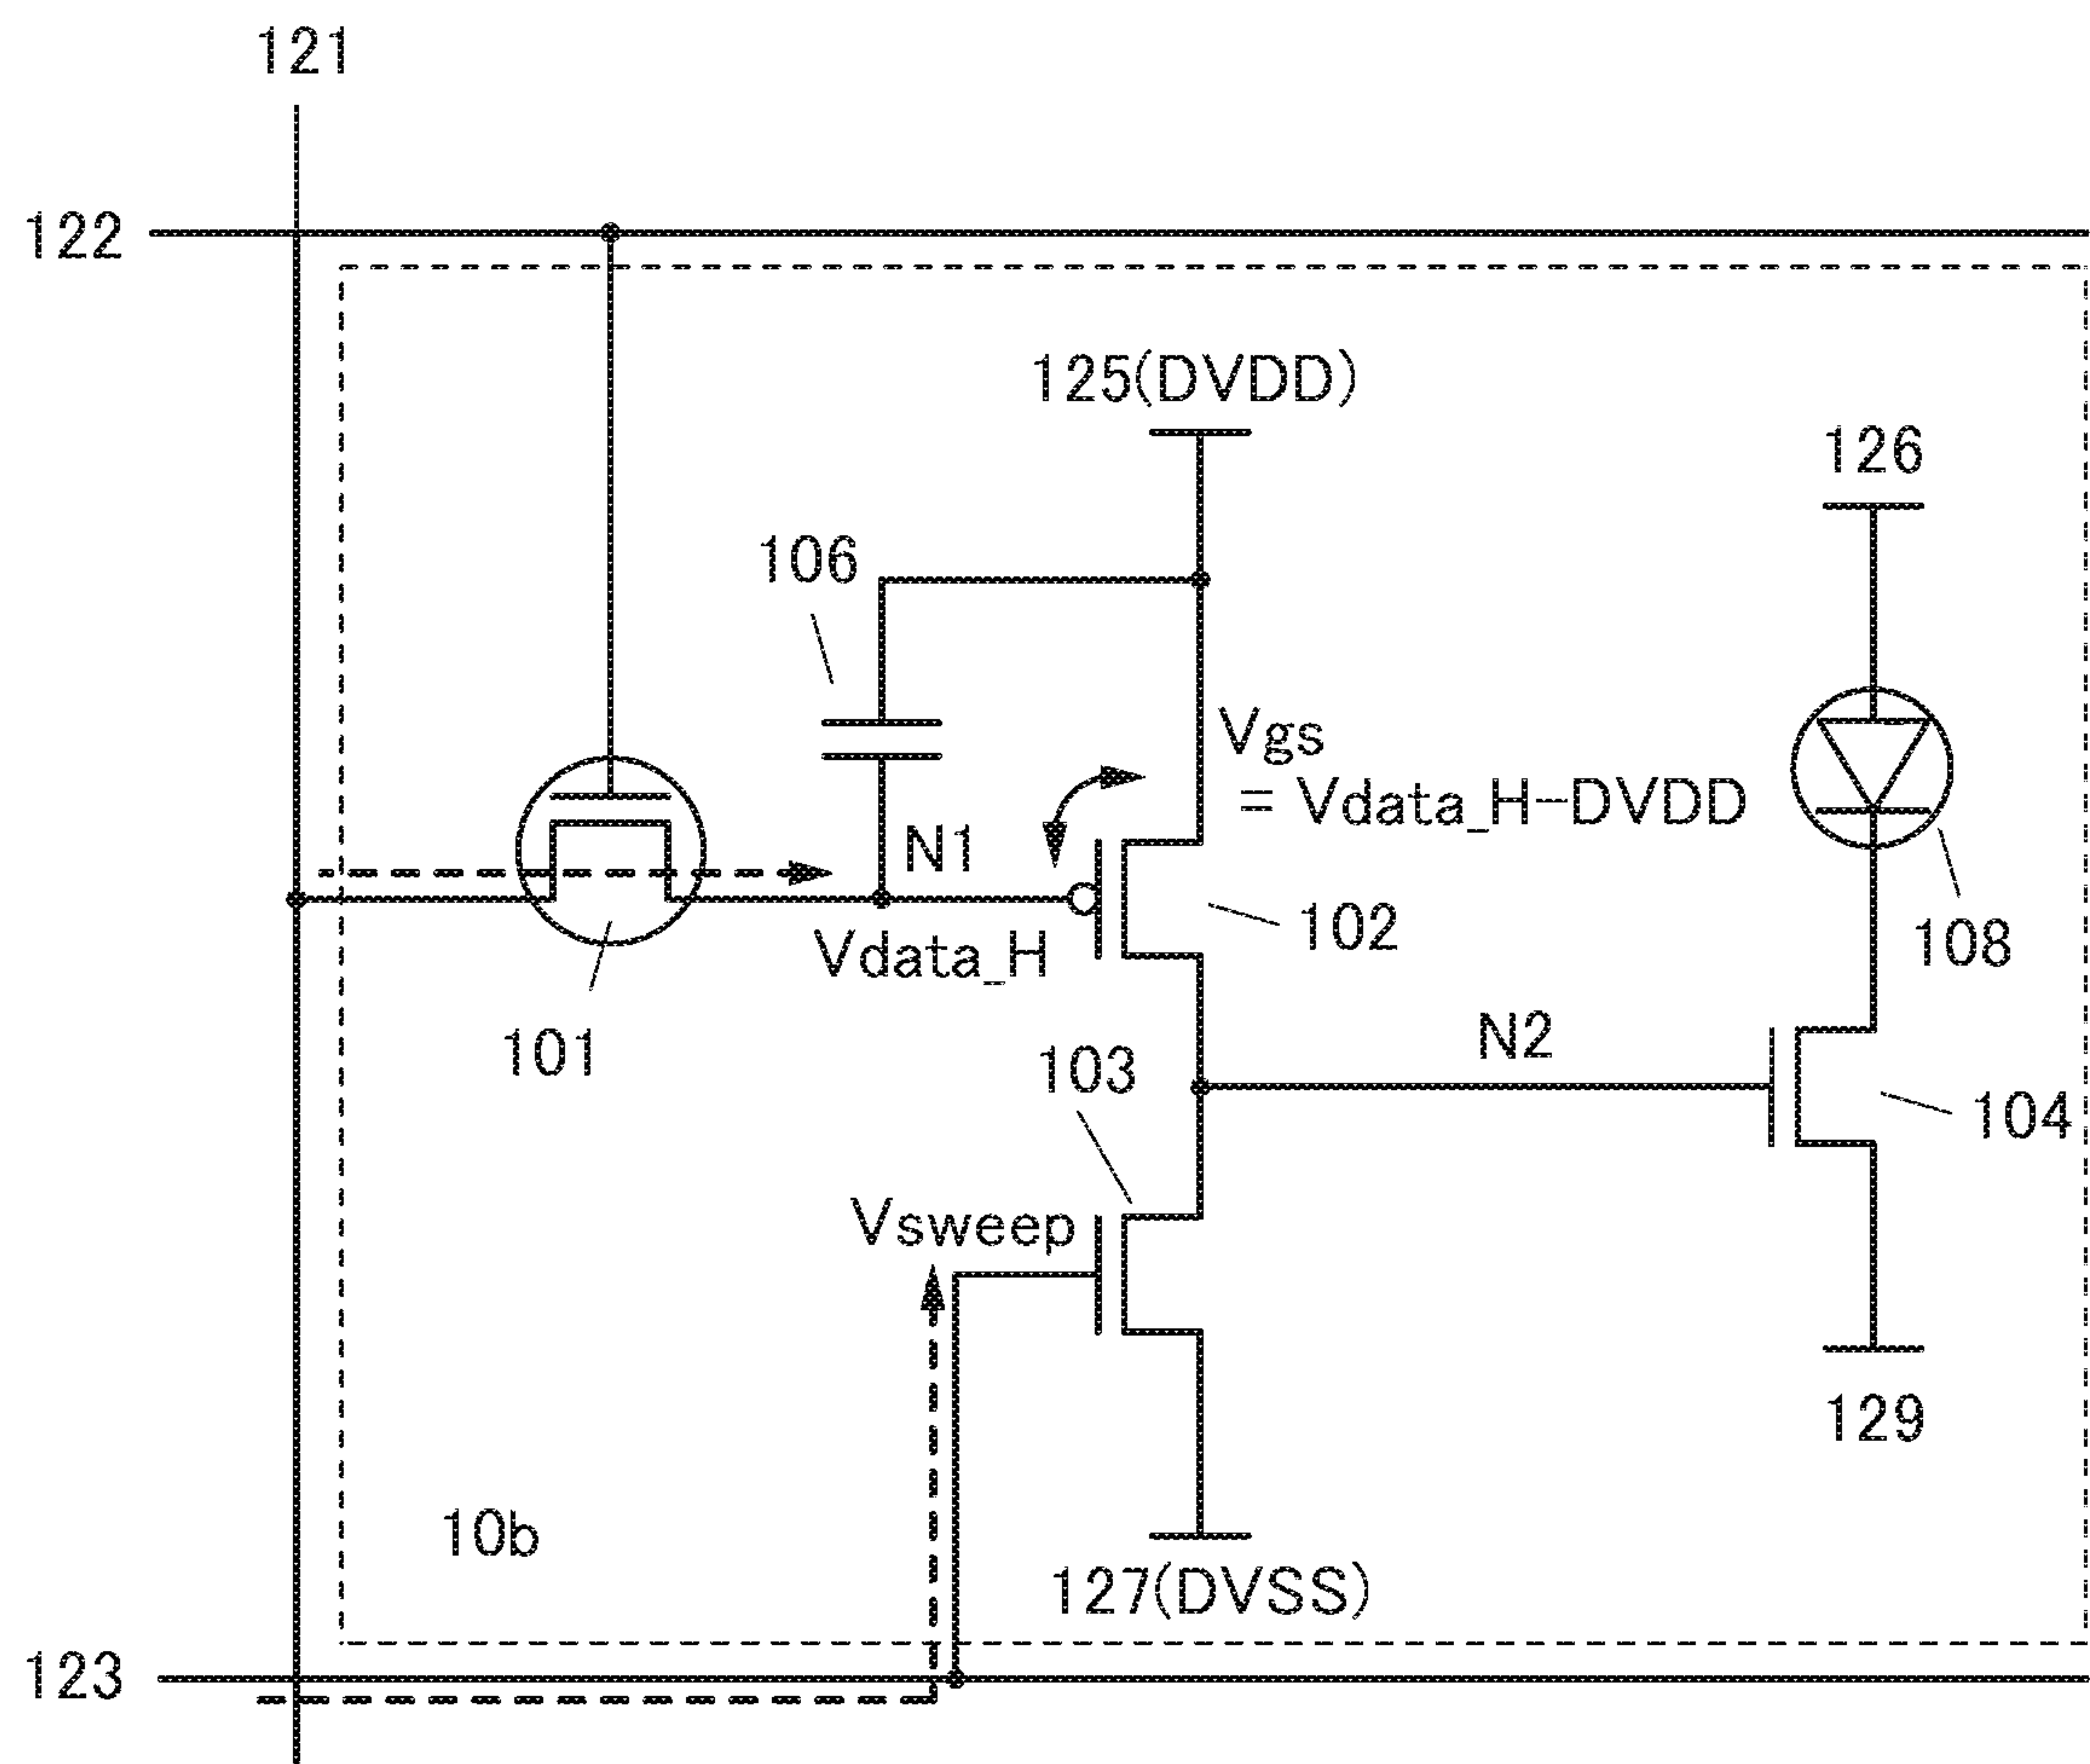 121
122
125(DVDD)
126
106
Vgs
= Vdata_H-DVDD
N1
102
108
Vdata_H
101
N2
103
104
Vsweep
129
10b
127(DVSS)
123